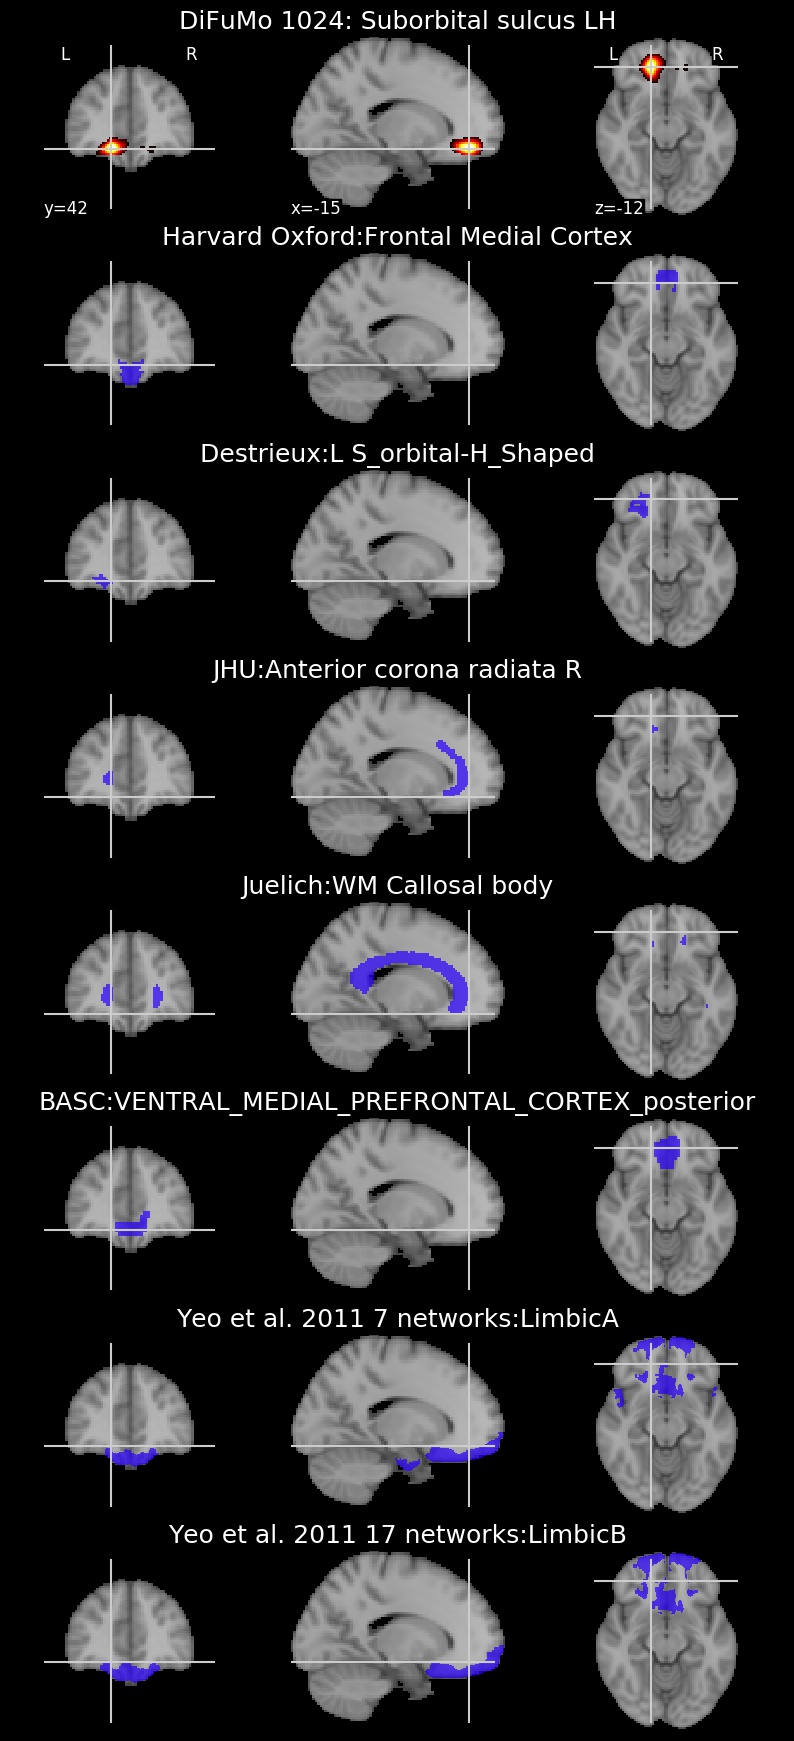 DiFuMo 1024: Suborbital sulcus LH
L R L R
y=42 x=-15 z=-12
Harvard Oxford:Frontal Medial Cortex
Destrieux:L S_orbital-H_Shaped
JHU:Anterior corona radiata R
Juelich:WM Callosal body
BASC:VENTRAL_MEDIAL_PREFRONTAL_CORTEX_posterior
Yeo et al. 2011 7 networks:LimbicA
Yeo et al. 2011 17 networks:LimbicB